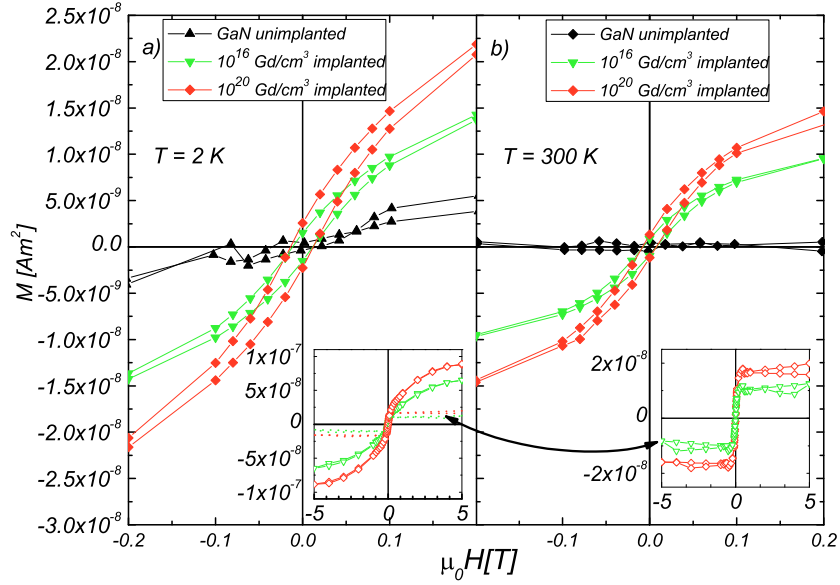 a)
GaN unimplanted
10^16 Gd/cm^3 implanted
10^20 Gd/cm^3 implanted
T = 2 K
b)
GaN unimplanted
10^16 Gd/cm^3 implanted
10^20 Gd/cm^3 implanted
T = 300 K
M [Am^2]
2.5x10^-8
2.0x10^-8
1.5x10^-8
1.0x10^-8
5.0x10^-9
0.0
-5.0x10^-9
-1.0x10^-8
-1.5x10^-8
-2.0x10^-8
-2.5x10^-8
-3.0x10^-8
1x10^-7
5x10^-8
0
-5x10^-8
-1x10^-7
-5 0 5
2x10^-8
0
-2x10^-8
-5 0 5
-0.2 -0.1 0.0 0.1 -0.1 0.0 0.1 0.2
μ₀H[T]